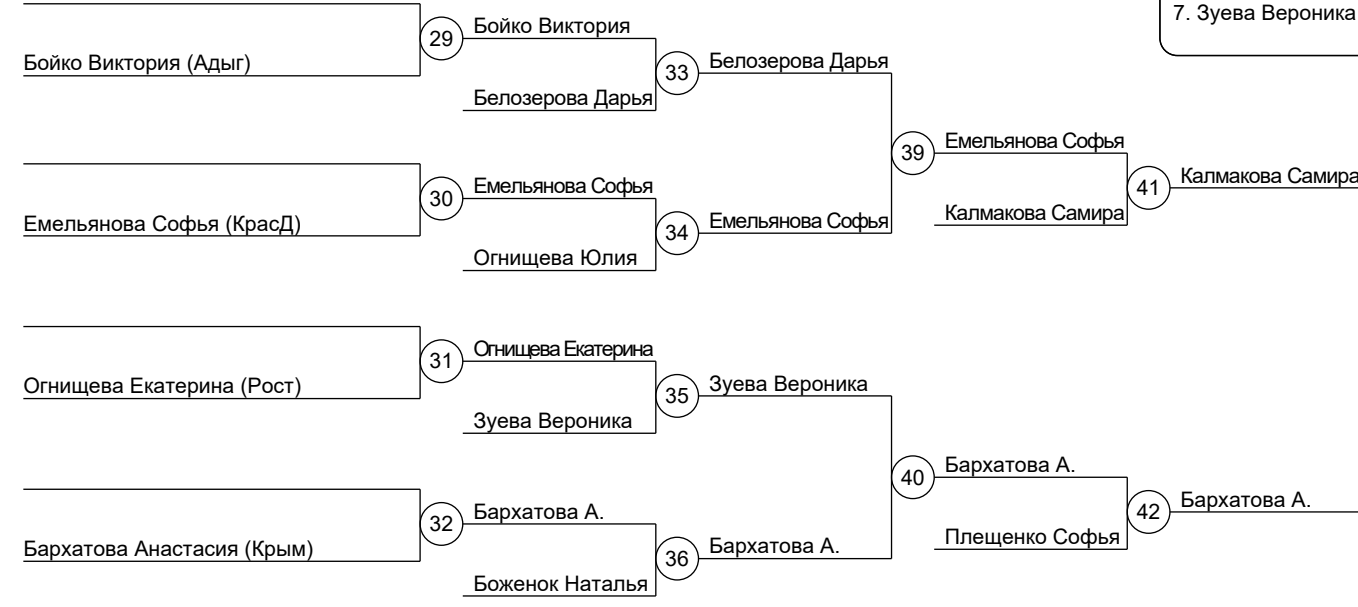 7. Зуева Вероника
Бойко Виктория
29
Белозерова Дарья
Бойко Виктория (Адыг)
33
Белозерова Дарья
Емельянова Софья
39
Калмакова Самира
Емельянова Софья
41
30
Калмакова Самира
Емельянова Софья
Емельянова Софья (КрасД)
34
Огнищева Юлия
Огнищева Екатерина
31
Зуева Вероника
Огнищева Екатерина (Рост)
35
Зуева Вероника
Бархатова А.
40
Бархатова А.
Бархатова А.
42
32
Плещенко Софья
Бархатова А.
Бархатова Анастасия (Крым)
36
Боженок Наталья